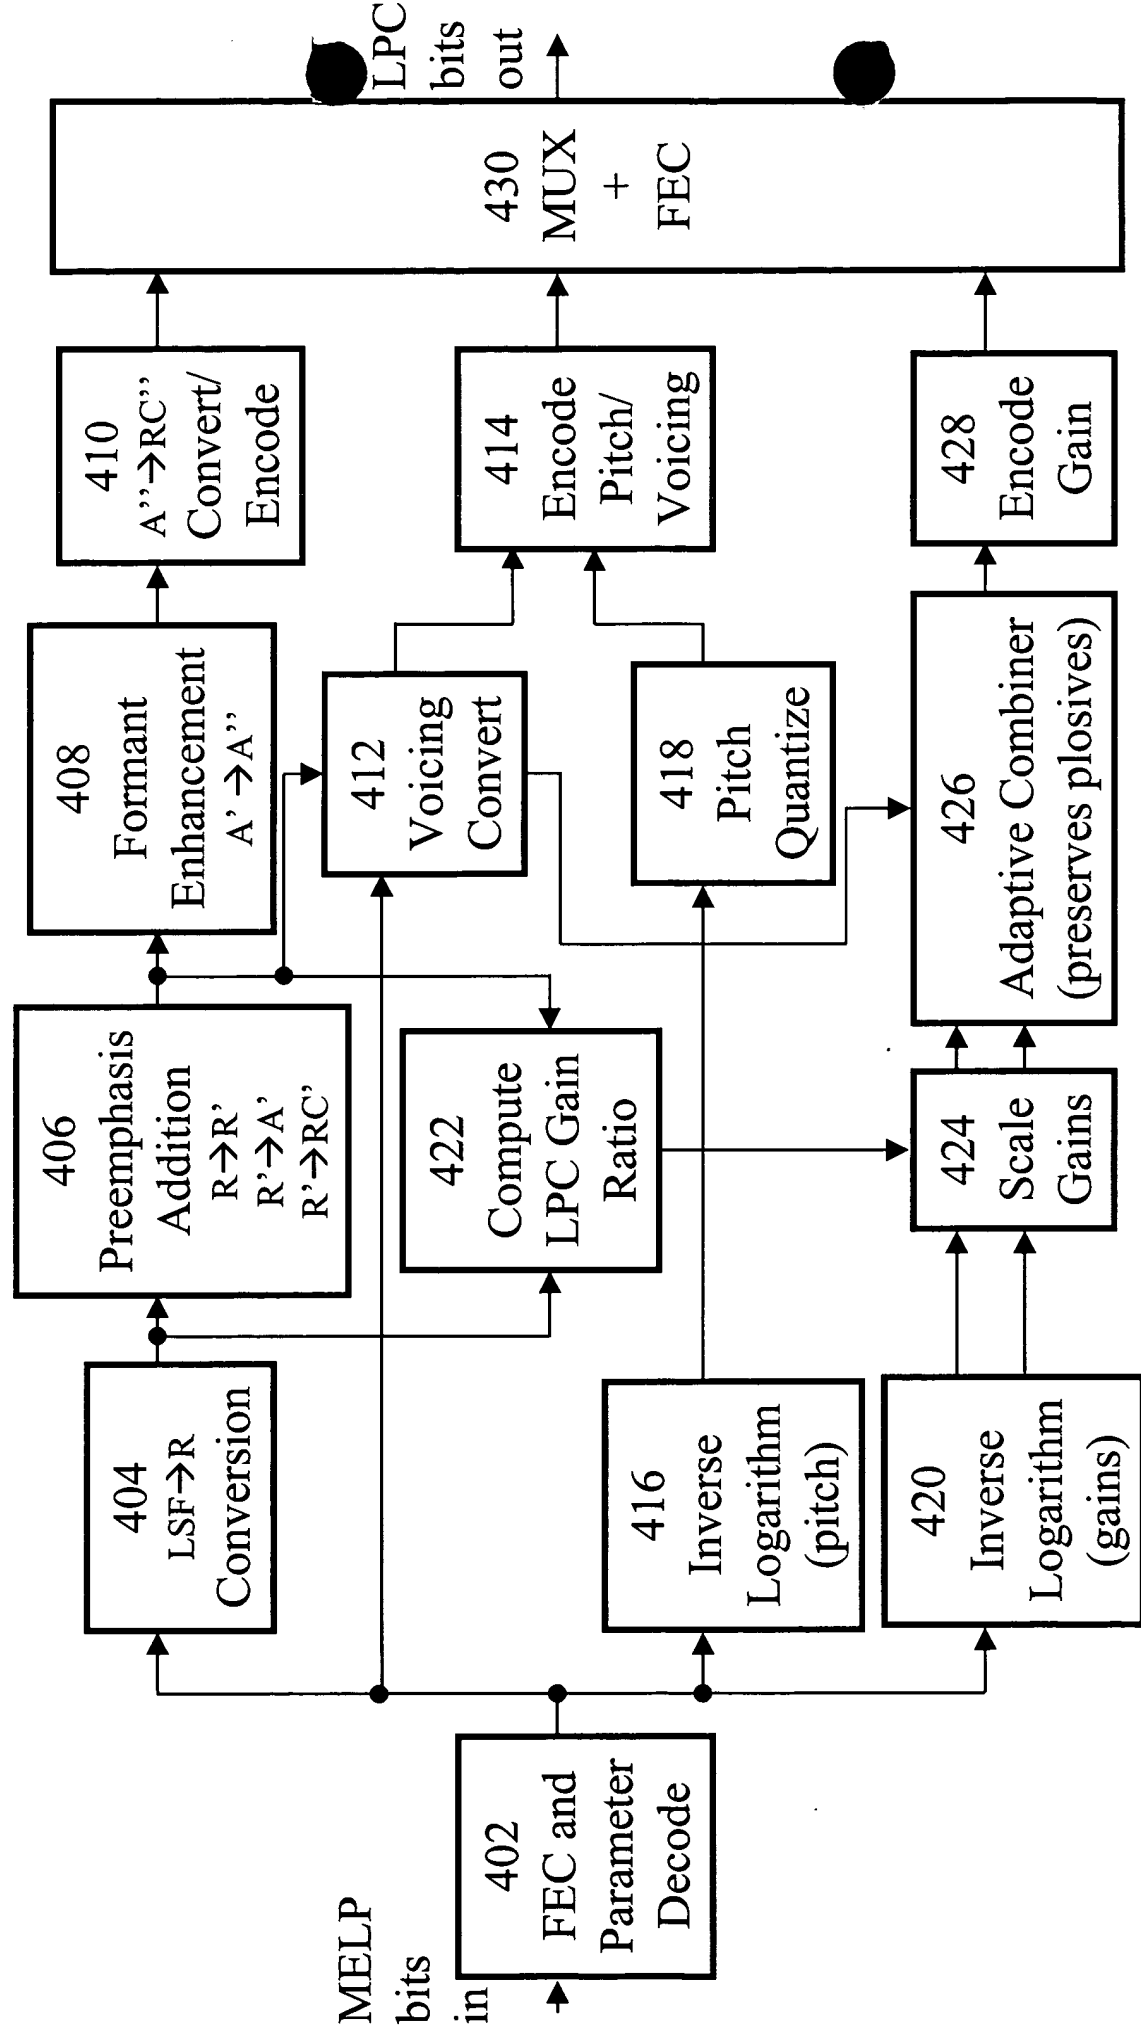 MELP
bits
in
402
FEC and
Parameter
Decode
404
LSF→R
Conversion
406
Preemphasis
Addition
R→R'
R'→A'
R'→RC'
408
Formant
Enhancement
A'→A''
410
A''→RC''
Convert/
Encode
412
Voicing
Convert
414
Encode
Pitch/
Voicing
416
Inverse
Logarithm
(pitch)
418
Pitch
Quantize
420
Inverse
Logarithm
(gains)
422
Compute
LPC Gain
Ratio
424
Scale
Gains
426
Adaptive Combiner
(preserves plosives)
428
Encode
Gain
430
MUX
+
FEC
LPC
bits
out